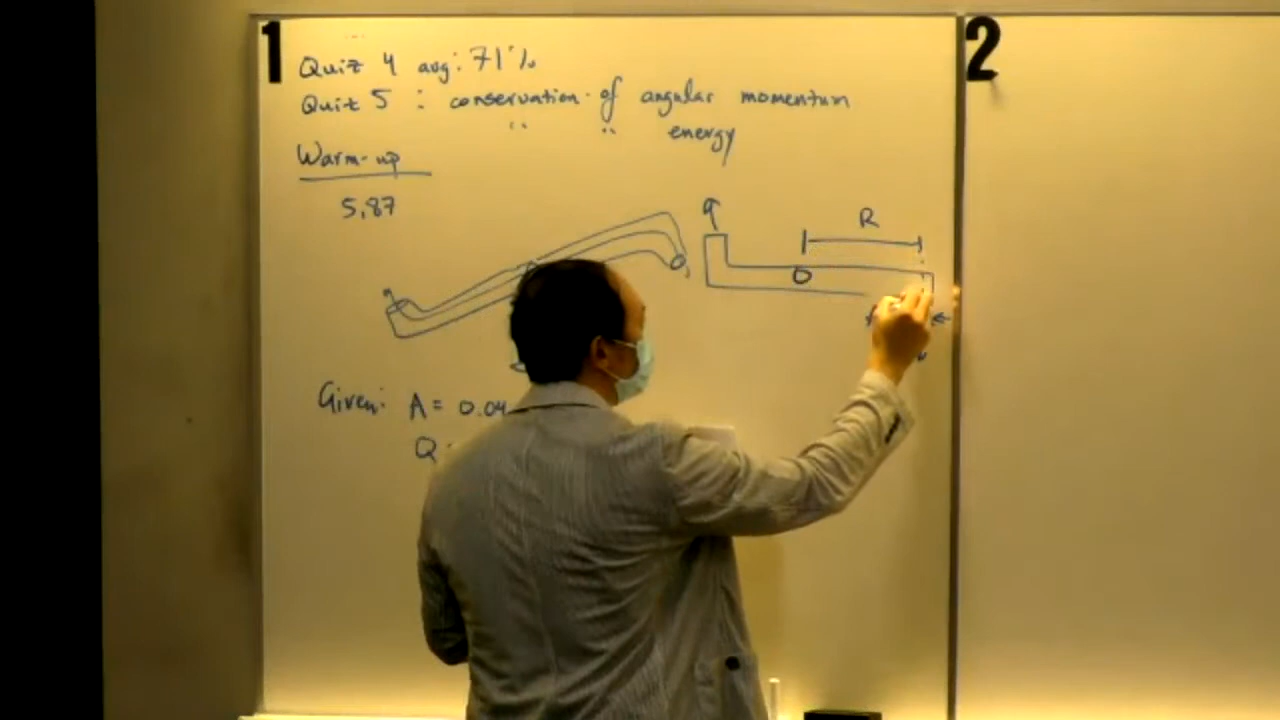 1
2
Quiz 4 avg: 71%
Quiz 5 : conservation of angular momentum
" " energy
Warm-up
5,87
R
Given: A = 0.04
Q